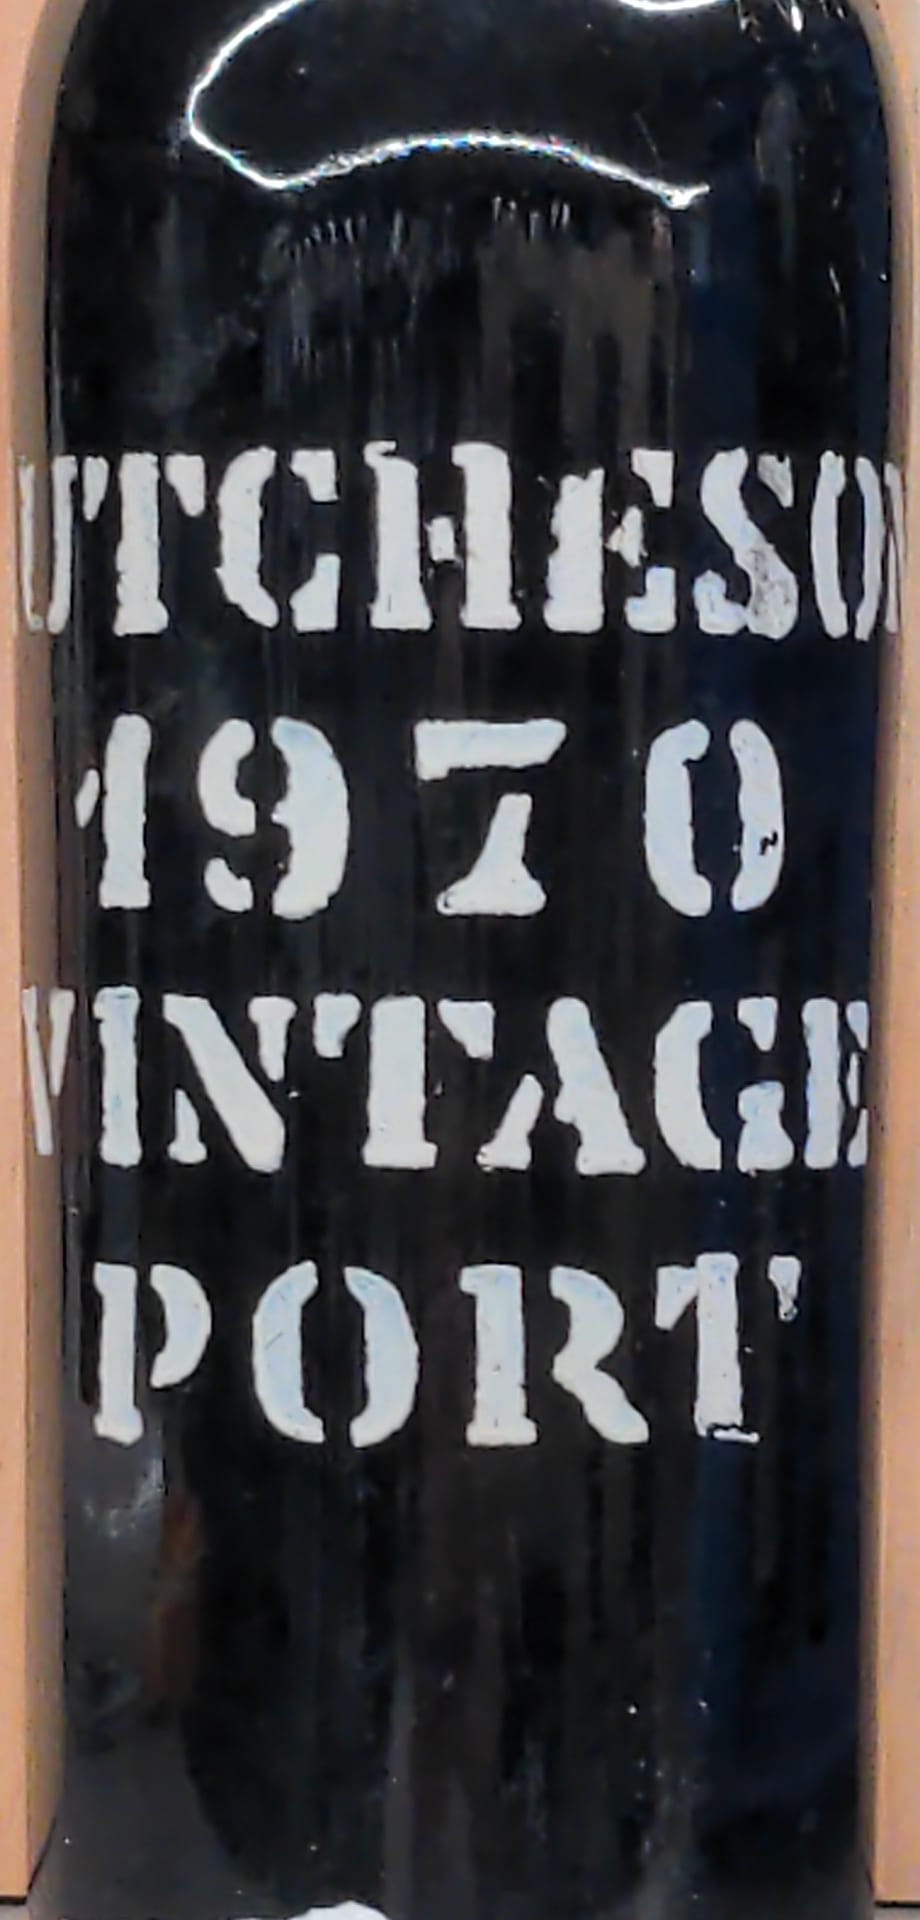 UTCHESON
1970
VINTAGE
PORT